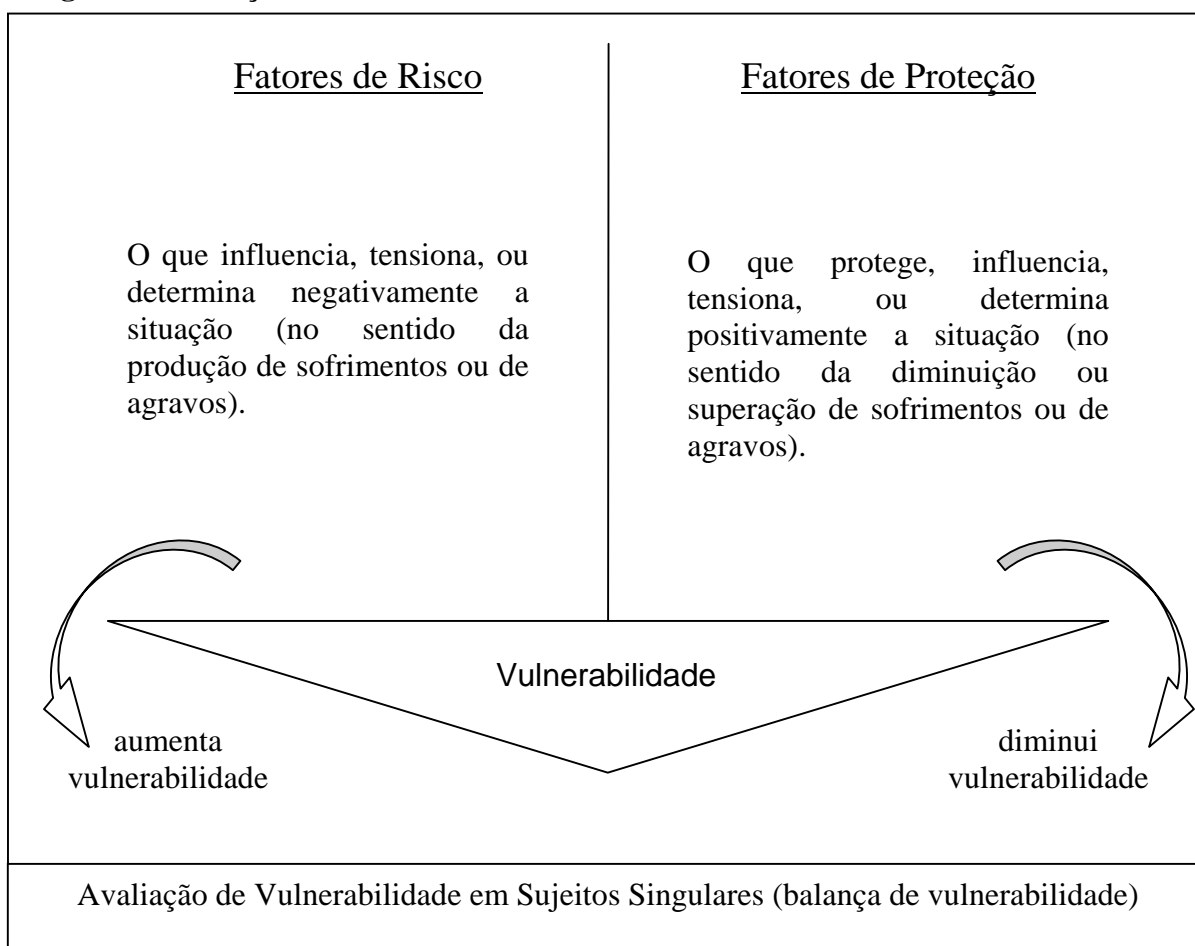 Fatores de Risco
Fatores de Proteção
O que influencia, tensiona, ou
determina negativamente a
situação (no sentido da
produção de sofrimentos ou de
agravos).
O que protege, influencia,
tensiona, ou determina
positivamente a situação (no
sentido da diminuição ou
superação de sofrimentos ou de
agravos).
Vulnerabilidade
aumenta
vulnerabilidade
diminui
vulnerabilidade
Avaliação de Vulnerabilidade em Sujeitos Singulares (balança de vulnerabilidade)